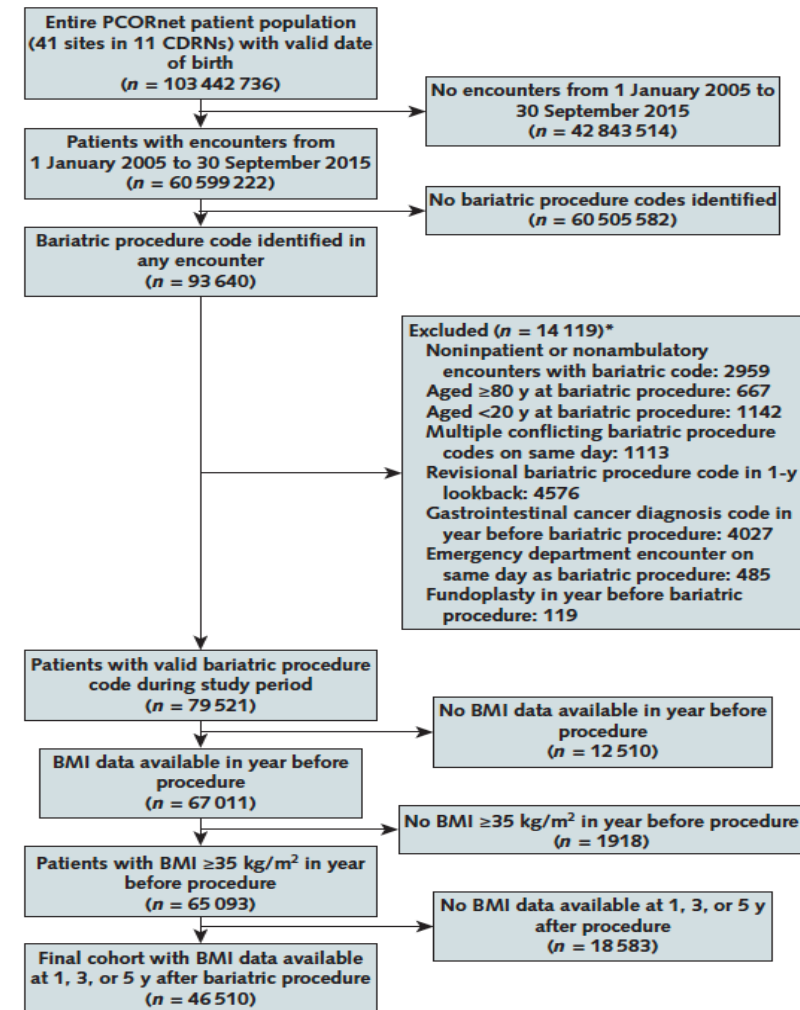 Entire PCORnet patient population
(41 sites in 11 CDRNs) with valid date
of birth
(n = 103 442 736)
No encounters from 1 January 2005 to
30 September 2015
(n = 42 843 514)
Patients with encounters from
1 January 2005 to 30 September 2015
(n = 60 599 222)
No bariatric procedure codes identified
(n = 60 505 582)
Bariatric procedure code identified in
any encounter
(n = 93 640)
Excluded (n = 14 119)*
Noninpatient or nonambulatory
encounters with bariatric code: 2959
Aged ≥80 y at bariatric procedure: 667
Aged <20 y at bariatric procedure: 1142
Multiple conflicting bariatric procedure
codes on same day: 1113
Revisional bariatric procedure code in 1-y
lookback: 4576
Gastrointestinal cancer diagnosis code in
year before bariatric procedure: 4027
Emergency department encounter on
same day as bariatric procedure: 485
Fundoplasty in year before bariatric
procedure: 119
Patients with valid bariatric procedure
code during study period
(n = 79 521)
No BMI data available in year before
procedure
(n = 12 510)
BMI data available in year before
procedure
(n = 67 011)
No BMI ≥35 kg/m² in year before procedure
(n = 1918)
Patients with BMI ≥35 kg/m² in year
before procedure
(n = 65 093)
No BMI data available at 1, 3, or 5 y
after procedure
(n = 18 583)
Final cohort with BMI data available
at 1, 3, or 5 y after bariatric procedure
(n = 46 510)